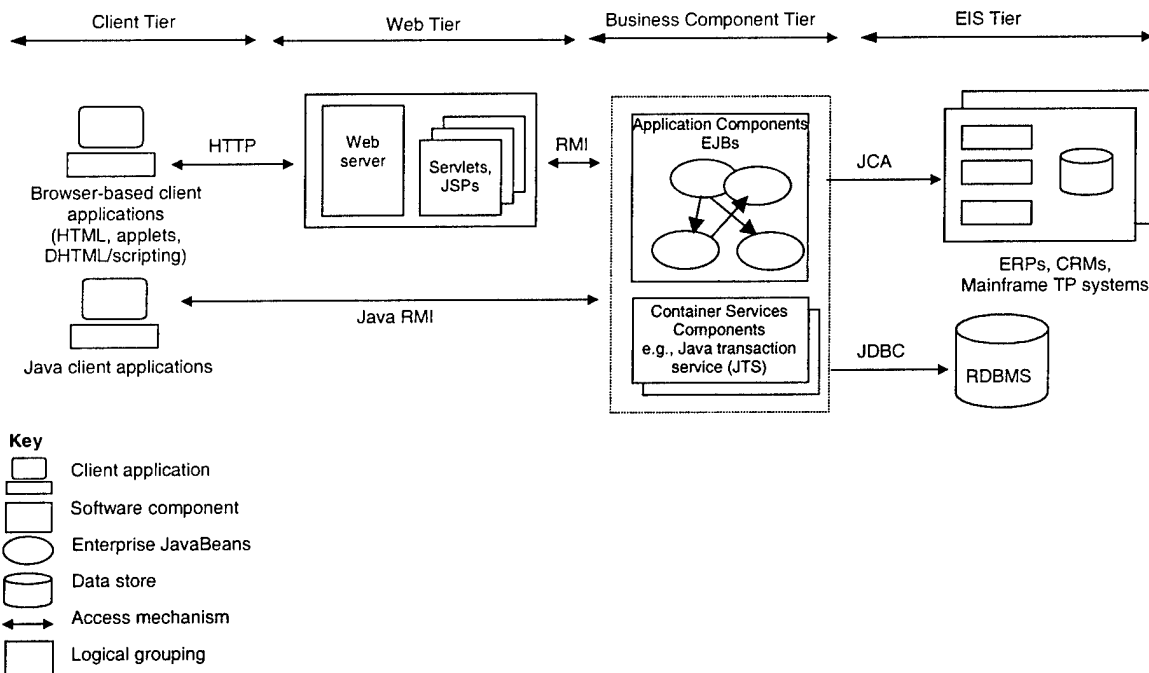 Client Tier
Web Tier
Business Component Tier
EIS Tier
Browser-based client
applications
(HTML, applets,
DHTML/scripting)
HTTP
Web
server
Servlets,
JSPs
RMI
Application Components
EJBs
JCA
ERPs, CRMs,
Mainframe TP systems
Java client applications
Java RMI
Container Services
Components
e.g., Java transaction
service (JTS)
JDBC
RDBMS
Key
Client application
Software component
Enterprise JavaBeans
Data store
Access mechanism
Logical grouping